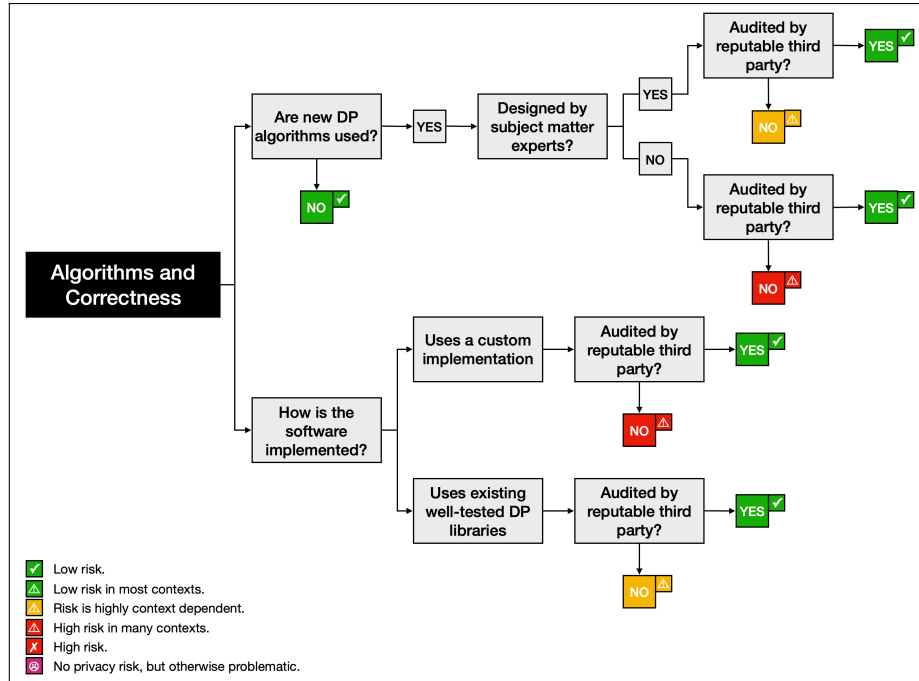 Audited by
reputable third
party?
YES
NO
Are new DP
algorithms used?
YES
Designed by
subject matter
experts?
YES
NO
NO
Audited by
reputable third
party?
YES
NO
Algorithms and
Correctness
Uses a custom
implementation
Audited by
reputable third
party?
YES
NO
How is the
software
implemented?
Uses existing
well-tested DP
libraries
Audited by
reputable third
party?
YES
NO
Low risk.
Low risk in most contexts.
Risk is highly context dependent.
High risk in many contexts.
High risk.
No privacy risk, but otherwise problematic.